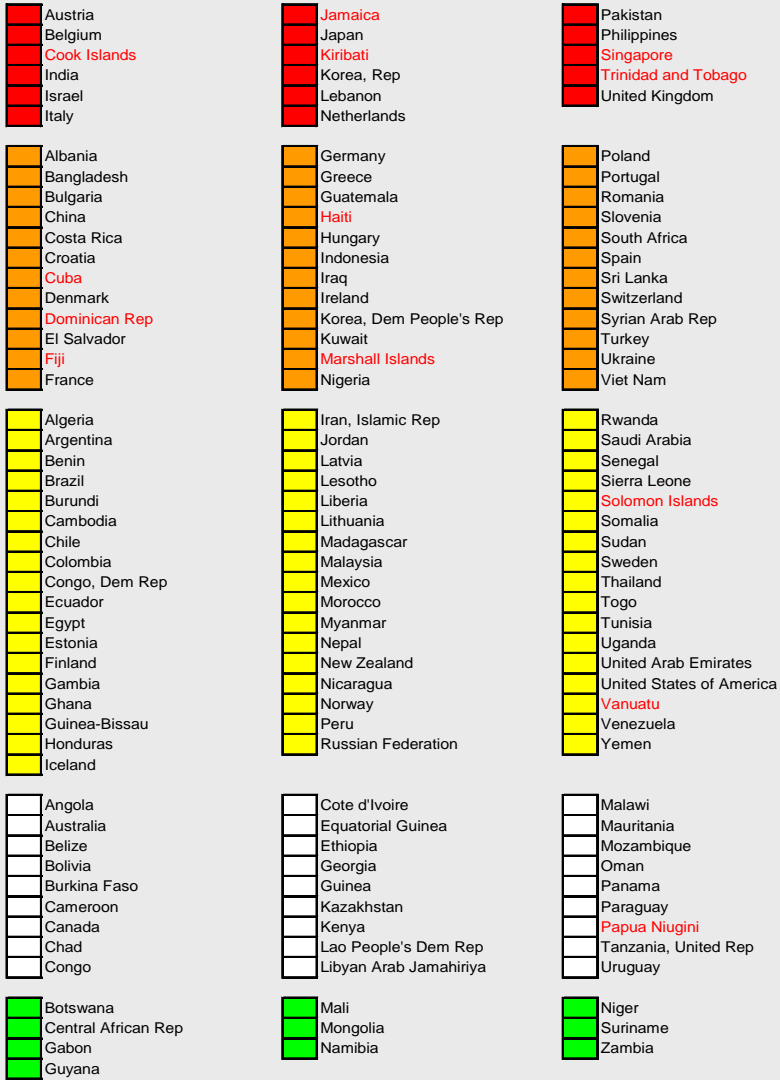 Austria
Belgium
Cook Islands
India
Israel
Italy
Jamaica
Japan
Kiribati
Korea, Rep
Lebanon
Netherlands
Pakistan
Philippines
Singapore
Trinidad and Tobago
United Kingdom
Albania
Bangladesh
Bulgaria
China
Costa Rica
Croatia
Cuba
Denmark
Dominican Rep
El Salvador
Fiji
France
Germany
Greece
Guatemala
Haiti
Hungary
Indonesia
Iraq
Ireland
Korea, Dem People's Rep
Kuwait
Marshall Islands
Nigeria
Poland
Portugal
Romania
Slovenia
South Africa
Spain
Sri Lanka
Switzerland
Syrian Arab Rep
Turkey
Ukraine
Viet Nam
Algeria
Argentina
Benin
Brazil
Burundi
Cambodia
Chile
Colombia
Congo, Dem Rep
Ecuador
Egypt
Estonia
Finland
Gambia
Ghana
Guinea-Bissau
Honduras
Iceland
Iran, Islamic Rep
Jordan
Latvia
Lesotho
Liberia
Lithuania
Madagascar
Malaysia
Mexico
Morocco
Myanmar
Nepal
New Zealand
Nicaragua
Norway
Peru
Russian Federation
Rwanda
Saudi Arabia
Senegal
Sierra Leone
Solomon Islands
Somalia
Sudan
Sweden
Thailand
Togo
Tunisia
Uganda
United Arab Emirates
United States of America
Vanuatu
Venezuela
Yemen
Angola
Australia
Belize
Bolivia
Burkina Faso
Cameroon
Canada
Chad
Congo
Cote d'Ivoire
Equatorial Guinea
Ethiopia
Georgia
Guinea
Kazakhstan
Kenya
Lao People's Dem Rep
Libyan Arab Jamahiriya
Malawi
Mauritania
Mozambique
Oman
Panama
Paraguay
Papua Niugini
Tanzania, United Rep
Uruguay
Botswana
Central African Rep
Gabon
Guyana
Mali
Mongolia
Namibia
Niger
Suriname
Zambia